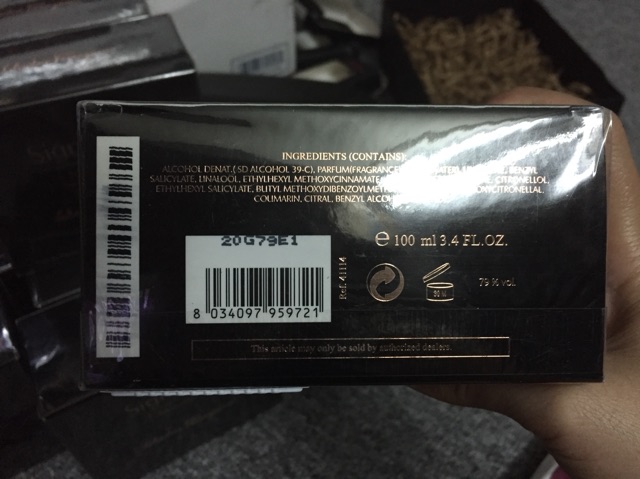 INGREDIENTS (CONTAINS):
ALCOHOL DENAT.( SD ALCOHOL 39-C), PARFUM(FRAGRANCE BENZYL
SALICYLATE, LINALOOL, ETHYLHEXYL METHOXYCINNAMATE CITRONELLOL,
ETHYLHEXYL SALICYLATE, BUTYL
COUMARIN, CITRAL, BENZYL
20G79E1
e 100 ml 3.4 FL.OZ.
Ref. 41114
79 % vol.
8 034097 959721
This article may only be sold by authorized dealers.